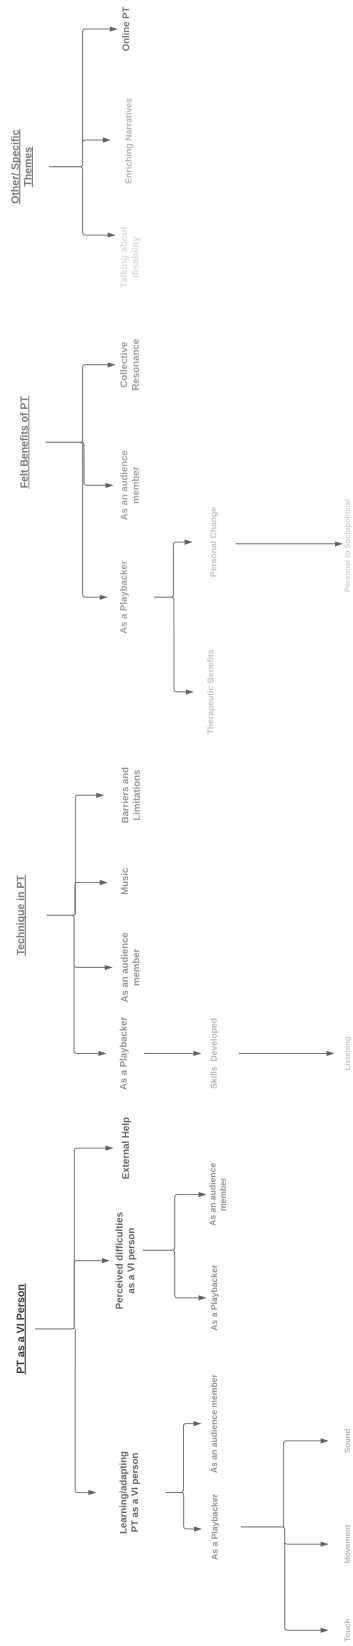 PT as a VI Person
Learning/adapting
PT as a VI person
As a Playbacker
Touch
Movement
Sound
As an audience member
Perceived difficulties
as a VI person
As a Playbacker
As an audience
member
External Help
Technique in PT
As a Playbacker
Skills Developed
Listening
As an audience
member
Music
Barriers and
Limitations
Felt Benefits of PT
As a Playbacker
Therapeutic Benefits
Personal Change
Personal to Sociopolitical
As an audience
member
Collective
Resonance
Other/ Specific
Themes
Talking about
disability
Enriching Narratives
Online PT